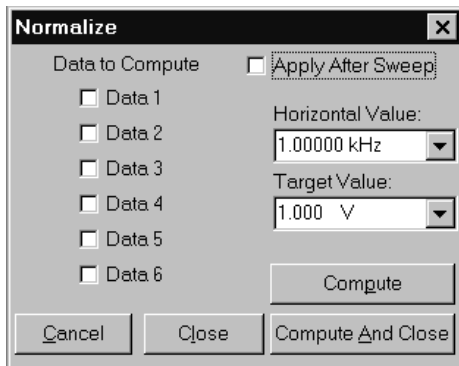 Normalize
Data to Compute
Apply After Sweep
Data 1
Data 2
Data 3
Data 4
Data 5
Data 6
Horizontal Value:
1.00000 kHz
Target Value:
1.000 V
Compute
Cancel
Close
Compute And Close